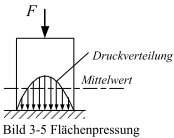 F
Druckverteilung
Mittelwert
Bild 3-5 Flächenpressung